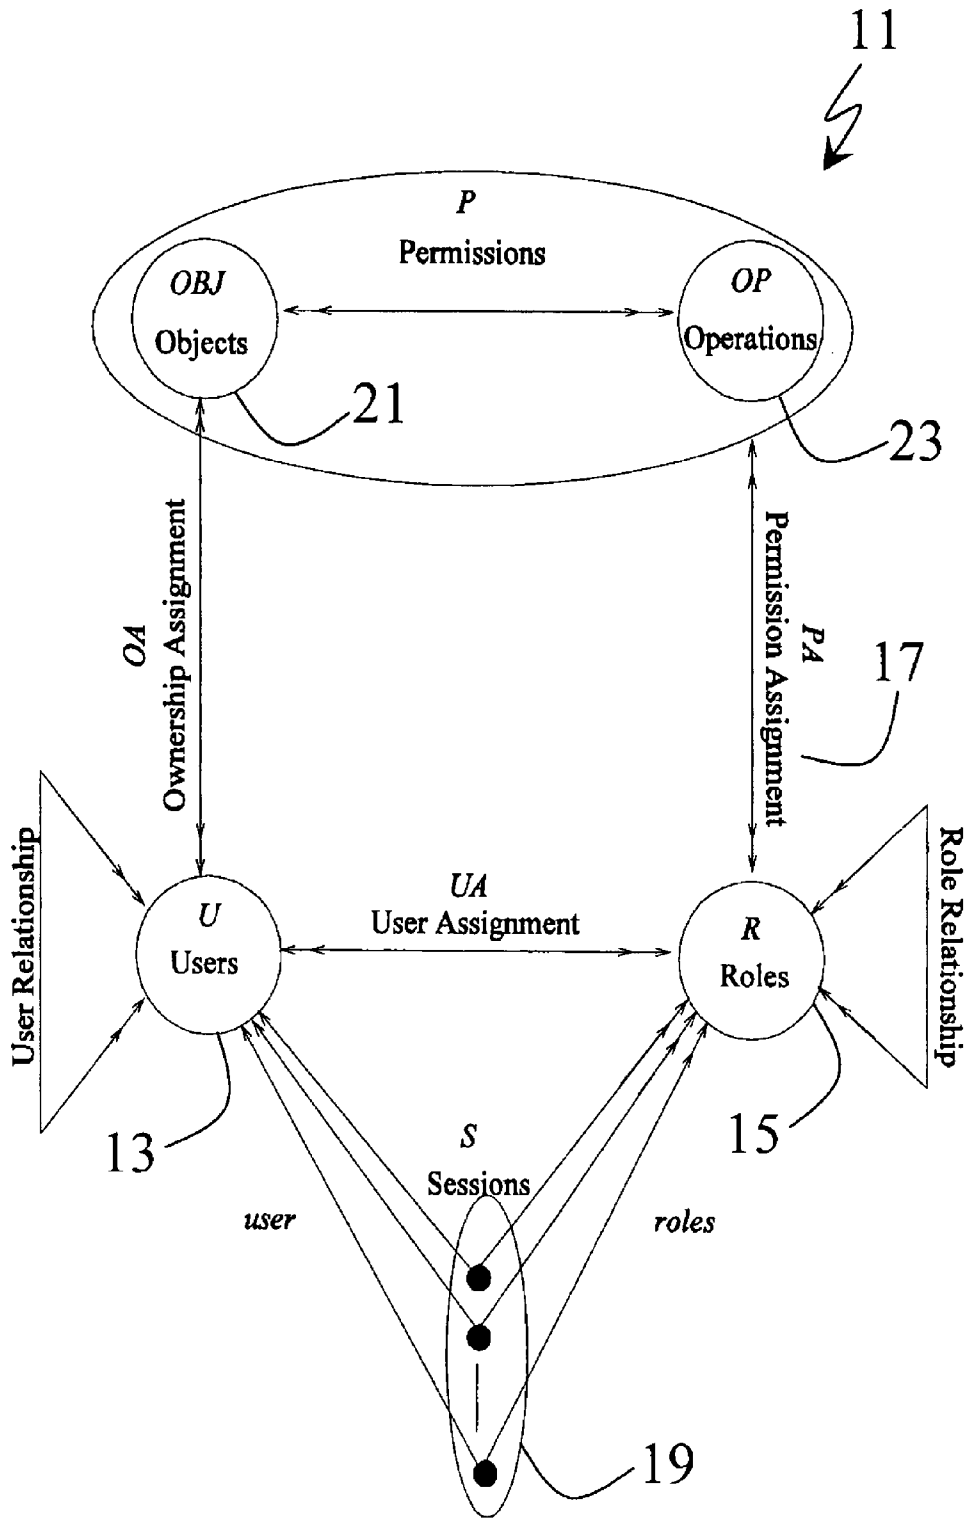 11
P
Permissions
OBJ
Objects
OP
Operations
21
23
OA
Ownership Assignment
Permission Assignment
PA
17
User Relationship
Role Relationship
U
Users
UA
User Assignment
R
Roles
13
15
S
Sessions
user
roles
19